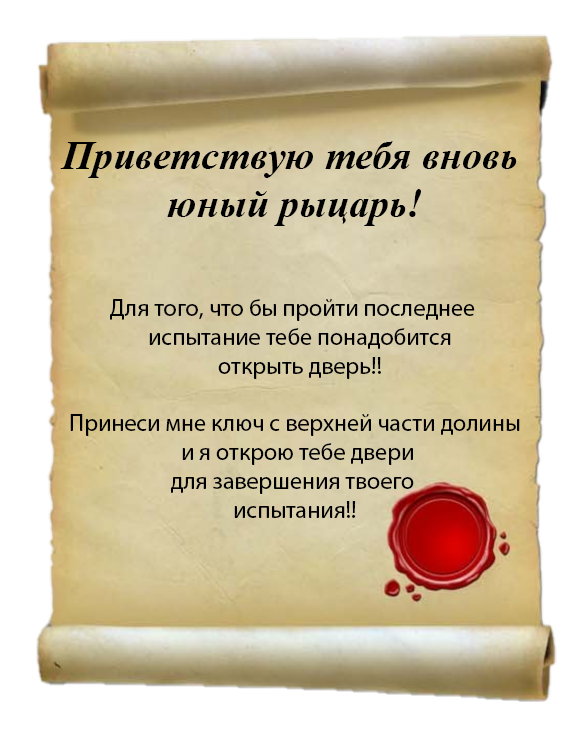 Приветствую тебя вновь
юный рыцарь!
Для того, что бы пройти последнее
испытание тебе понадобится
открыть дверь!!
Принеси мне ключ с верхней части долины
и я открою тебе двери
для завершения твоего
испытания!!